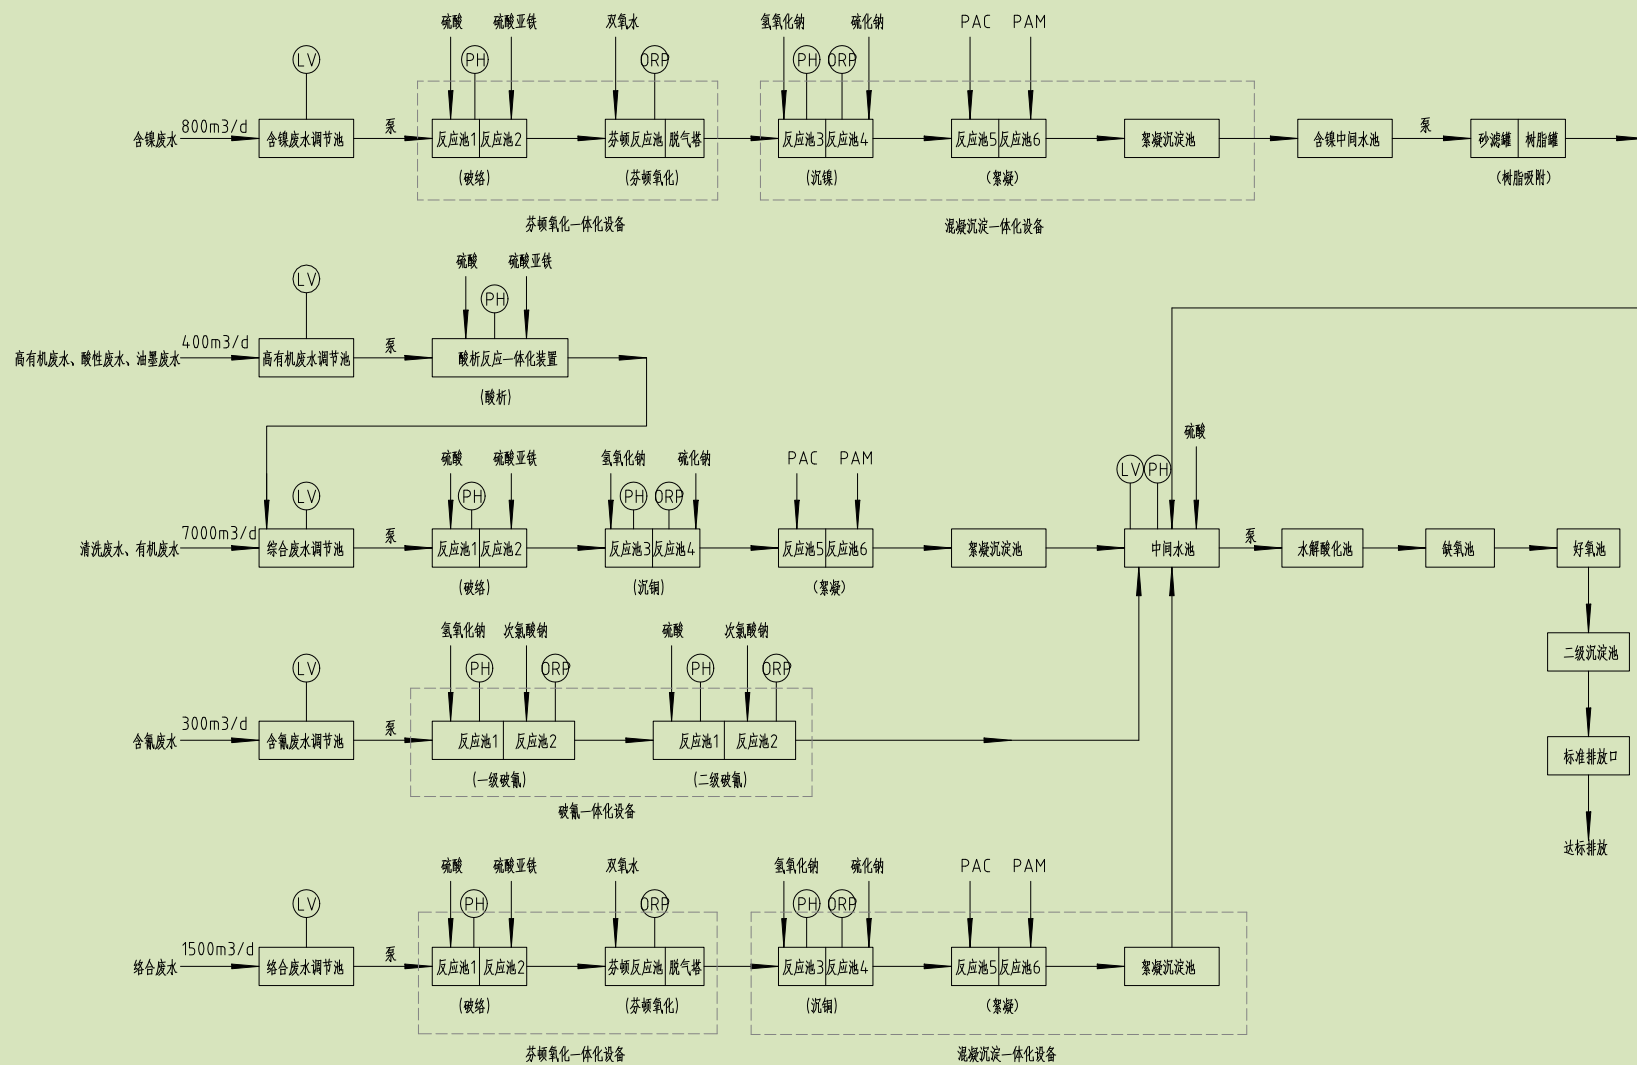 硫酸 硫酸亚铁 双氧水 氢氧化钠 硫化钠 PAC PAM
LV PH ORP PH ORP
含镍废水 800m3/d 含镍废水调节池 泵 反应池1 反应池2 芬顿反应池 脱气塔 反应池3 反应池4 反应池5 反应池6 絮凝沉淀池 含镍中间水池 泵 砂滤罐 树脂罐
(破络) (芬顿氧化) (沉镍) (絮凝) (树脂吸附)
芬顿氧化一体化设备 混凝沉淀一体化设备
硫酸 硫酸亚铁
LV PH
高有机废水、酸性废水、油墨废水 400m3/d 高有机废水调节池 泵 酸析反应一体化装置
(酸析)
硫酸
硫酸 硫酸亚铁 氢氧化钠 硫化钠 PAC PAM
LV PH PH ORP LV PH
清洗废水、有机废水 7000m3/d 综合废水调节池 泵 反应池1 反应池2 反应池3 反应池4 反应池5 反应池6 絮凝沉淀池 中间水池 泵 水解酸化池 缺氧池 好氧池
(破络) (沉铜) (絮凝)
氢氧化钠 次氯酸钠 硫酸 次氯酸钠
二级沉淀池
LV PH ORP PH ORP
含氰废水 300m3/d 含氰废水调节池 泵 反应池1 反应池2 反应池1 反应池2
标准排放口
(一级破氰) (二级破氰)
破氰一体化设备
达标排放
硫酸 硫酸亚铁 双氧水 氢氧化钠 硫化钠 PAC PAM
LV PH ORP PH ORP
络合废水 1500m3/d 络合废水调节池 泵 反应池1 反应池2 芬顿反应池 脱气塔 反应池3 反应池4 反应池5 反应池6 絮凝沉淀池
(破络) (芬顿氧化) (沉铜) (絮凝)
芬顿氧化一体化设备 混凝沉淀一体化设备